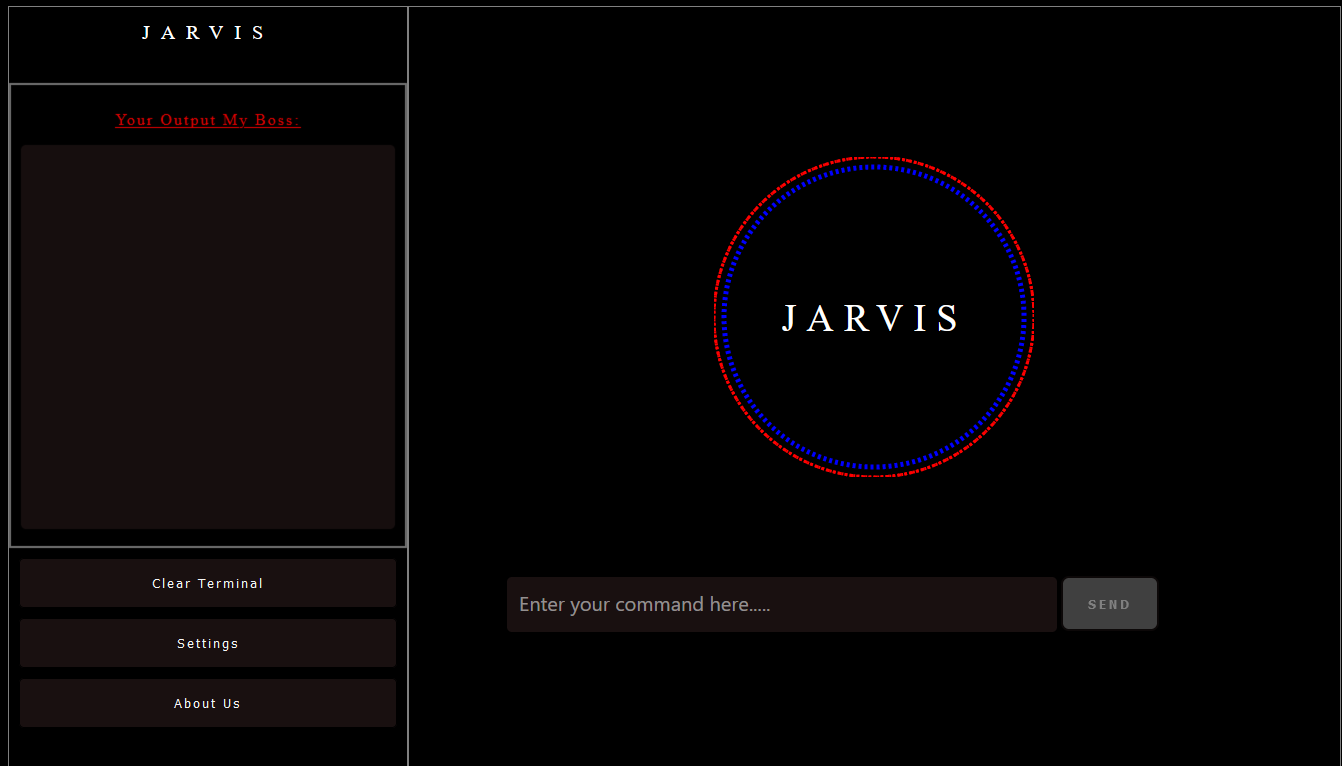 JARVIS
Your Output My Boss:
Clear Terminal
Settings
About Us
JARVIS
Enter your command here.....
SEND